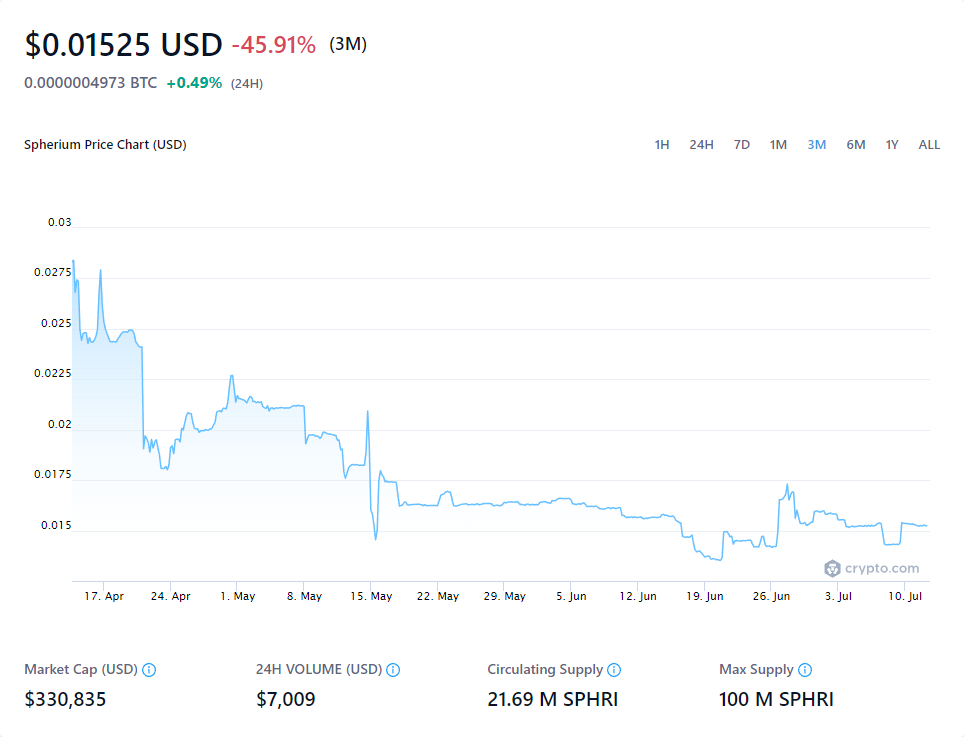 $0.01525 USD -45.91% (3M)
0.0000004973 BTC +0.49% (24H)
Spherium Price Chart (USD) 1H 24H 7D 1M 3M 6M 1Y ALL
0.03
0.0275
0.025
0.0225
0.02
0.0175
0.015
crypto.com
17. Apr 24. Apr 1. May 8. May 15. May 22. May 29. May 5. Jun 12. Jun 19. Jun 26. Jun 3. Jul 10. Jul
Market Cap (USD) 24H VOLUME (USD) Circulating Supply Max Supply
$330,835 $7,009 21.69 M SPHRI 100 M SPHRI